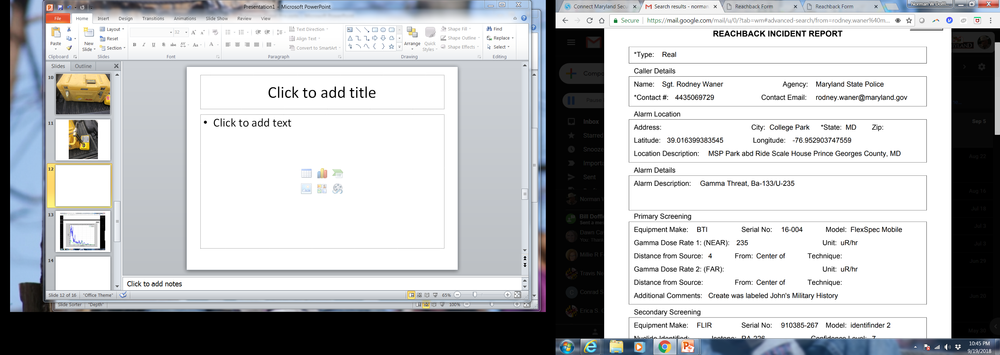 Presentation1 - Microsoft PowerPoint
File Home Insert Design Transitions Animations Slide Show Review View
Paste
Clipboard
New Slide
Layout
Reset
Section
Slides
32
Font
Text Direction
Align Text
Convert to SmartArt
Paragraph
Arrange
Quick Styles
Shape Fill
Shape Outline
Shape Effects
Drawing
Find
Replace
Select
Editing
Slides Outline
10
11
12
13
14
Click to add title
• Click to add text
Click to add notes
Slide 12 of 16 "Office Theme" 65%
Slide Sorter "Depth" 100%
Connect Maryland Secu
Search results - norman
Reachback Form
Reachback Form
Norman W Doffl...
Secure https://mail.google.com/mail/u/0/?tab=wm#advanced-search/from=rodney.waner%40m...
REACHBACK INCIDENT REPORT
*Type: Real
Caller Details
Name: Sgt. Rodney Waner Agency: Maryland State Police
*Contact #: 4435069729 Contact Email: rodney.waner@maryland.gov
Alarm Location
Address: City: College Park *State: MD Zip:
Latitude: 39.016399383545 Longitude: -76.952903747559
Location Description: MSP Park abd Ride Scale House Prince Georges County, MD
Alarm Details
Alarm Description: Gamma Threat, Ba-133/U-235
Primary Screening
Equipment Make: BTI Serial No: 16-004 Model: FlexSpec Mobile
Gamma Dose Rate 1: (NEAR): 235 Unit: uR/hr
Distance from Source: 4 From: Center of Technique:
Gamma Dose Rate 2: (FAR): Unit: uR/hr
Distance from Source: From: Center of Technique:
Additional Comments: Create was labeled John's Military History
Secondary Screening
Equipment Make: FLIR Serial No: 910385-267 Model: identifinder 2
Nuclide Identified: Isotope: RA-226 Confidence Level: 7
Compo
Pause
Inbox
Starred
Snooze
Importa
Sent
Norman W
Bill Doffle
Sent a mes
Dawn Ca
You: Thank
Millie R F
Travis Ne
Conrad S
Erica S. C
Sep 5
Aug 22
Aug 16
Jul 18
Jul 3
Jul 3
Jun 29
Jun 20
May 30
10:45 PM
9/19/2018